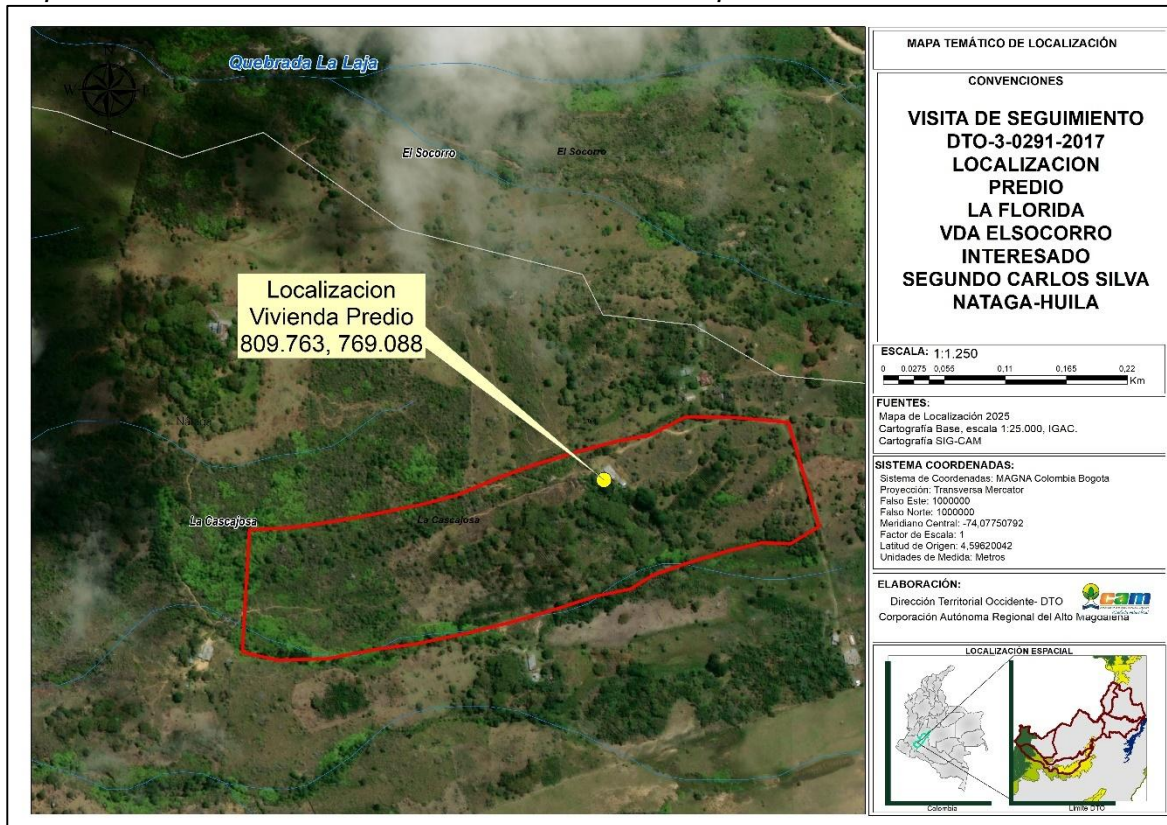 Quebrada La Laja
W
El Socorro
El Socorro
Localizacion
Vivienda Predio
809.763, 769.088
La Cascajosa
La Cascajosa
MAPA TEMÁTICO DE LOCALIZACIÓN
CONVENCIONES
VISITA DE SEGUIMIENTO
DTO-3-0291-2017
LOCALIZACION
PREDIO
LA FLORIDA
VDA ELSOCORRO
INTERESADO
SEGUNDO CARLOS SILVA
NATAGA-HUILA
ESCALA: 1:1.250
0 0.0275 0,055 0,11 0,165 0,22
Km
FUENTES:
Mapa de Localización 2025
Cartografía Base, escala 1:25.000, IGAC.
Cartografía SIG-CAM
SISTEMA COORDENADAS:
Sistema de Coordenadas: MAGNA Colombia Bogota
Proyección: Transversa Mercator
Falso Este: 1000000
Falso Norte: 1000000
Meridiano Central: -74,07750792
Factor de Escala: 1
Latitud de Origen: 4,59620042
Unidades de Medida: Metros
ELABORACIÓN:
Dirección Territorial Occidente- DTO
cam
Corporación Autónoma Regional del Alto Magdalena
LOCALIZACIÓN ESPACIAL
Colombia
Límite DTO